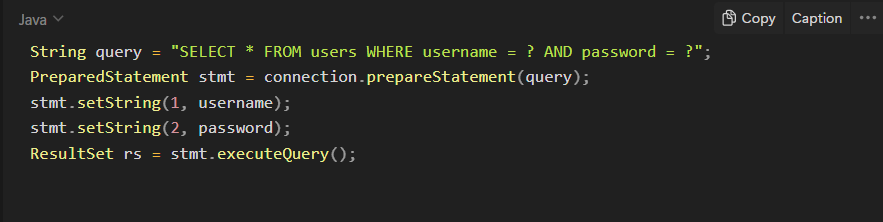 Java
Copy Caption
String query = "SELECT * FROM users WHERE username = ? AND password = ?";
PreparedStatement stmt = connection.prepareStatement(query);
stmt.setString(1, username);
stmt.setString(2, password);
ResultSet rs = stmt.executeQuery();